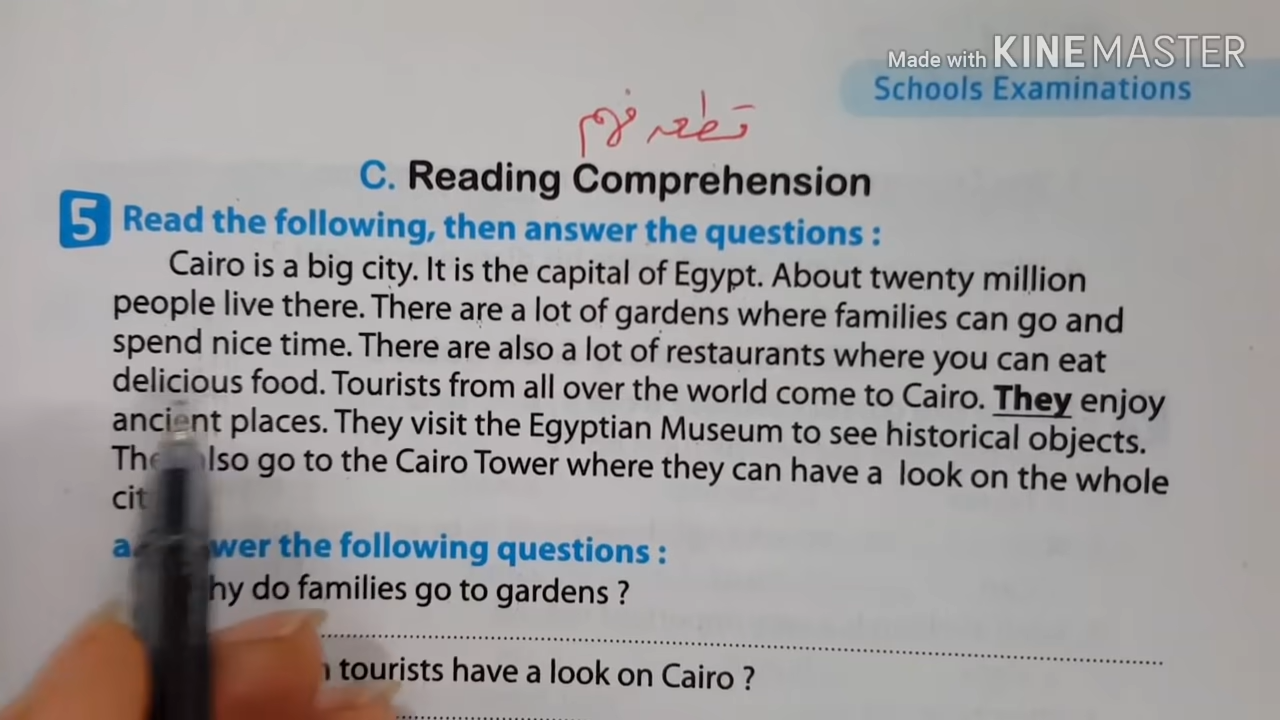 Made with KINEMASTER
Schools Examinations
قطعه فهم
C. Reading Comprehension
5 Read the following, then answer the questions :
Cairo is a big city. It is the capital of Egypt. About twenty million
people live there. There are a lot of gardens where families can go and
spend nice time. There are also a lot of restaurants where you can eat
delicious food. Tourists from all over the world come to Cairo. They enjoy
ancient places. They visit the Egyptian Museum to see historical objects.
also go to the Cairo Tower where they can have a look on the whole
the following questions :
do families go to gardens ?
tourists have a look on Cairo ?